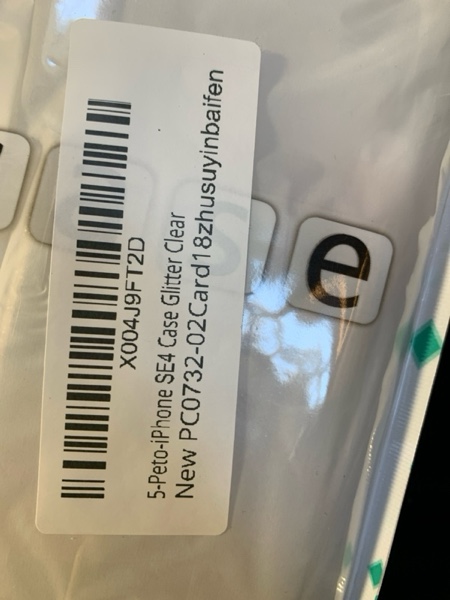 X004J9FT2D
5-Peto-iPhone SE4 Case Glitter Clear
New PC0732-02Card18zhusuyinbaifen
e